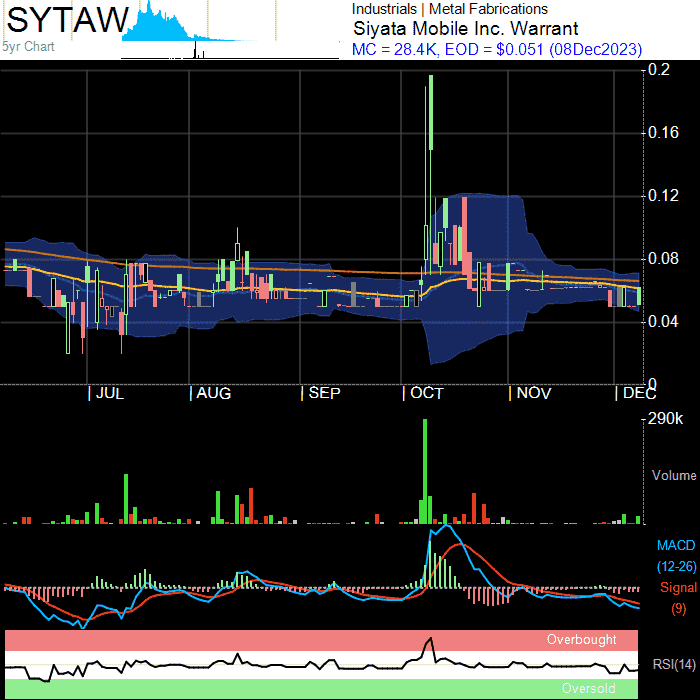 SYTAW
5yr Chart
Industrials | Metal Fabrications
Siyata Mobile Inc. Warrant
MC = 28.4K, EOD = $0.051 (08Dec2023)
0.2
0.16
0.12
0.08
0.04
0
| JUL | AUG | SEP | OCT | NOV | DEC
290k
Volume
MACD
(12-26)
Signal
(9)
Overbought
RSI(14)
Oversold